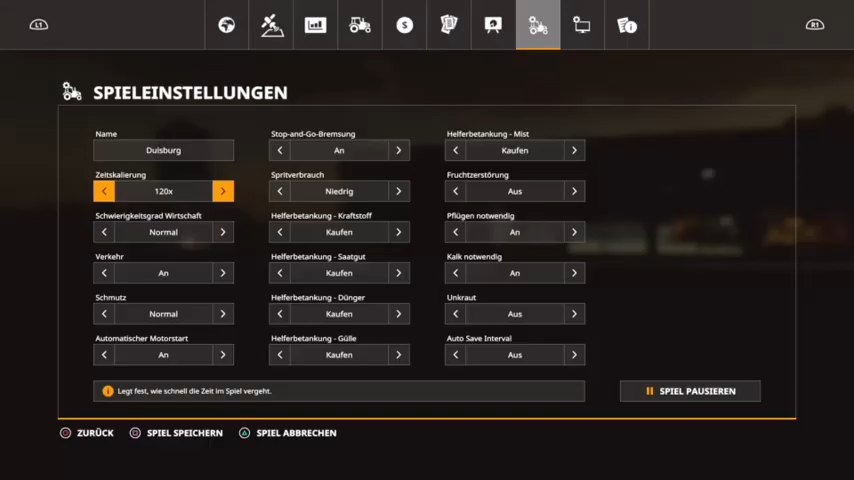 L1
R1
SPIELEINSTELLUNGEN
Name
Duisburg
Zeitskalierung
120x
Schwierigkeitsgrad Wirtschaft
Normal
Verkehr
An
Schmutz
Normal
Automatischer Motorstart
An
Stop-and-Go-Bremsung
An
Spritverbrauch
Niedrig
Helferbetankung - Kraftstoff
Kaufen
Helferbetankung - Saatgut
Kaufen
Helferbetankung - Dünger
Kaufen
Helferbetankung - Gülle
Kaufen
Helferbetankung - Mist
Kaufen
Fruchtzerstörung
Aus
Pflügen notwendig
An
Kalk notwendig
An
Unkraut
Aus
Auto Save Interval
Aus
Legt fest, wie schnell die Zeit im Spiel vergeht.
SPIEL PAUSIEREN
ZURÜCK
SPIEL SPEICHERN
SPIEL ABBRECHEN